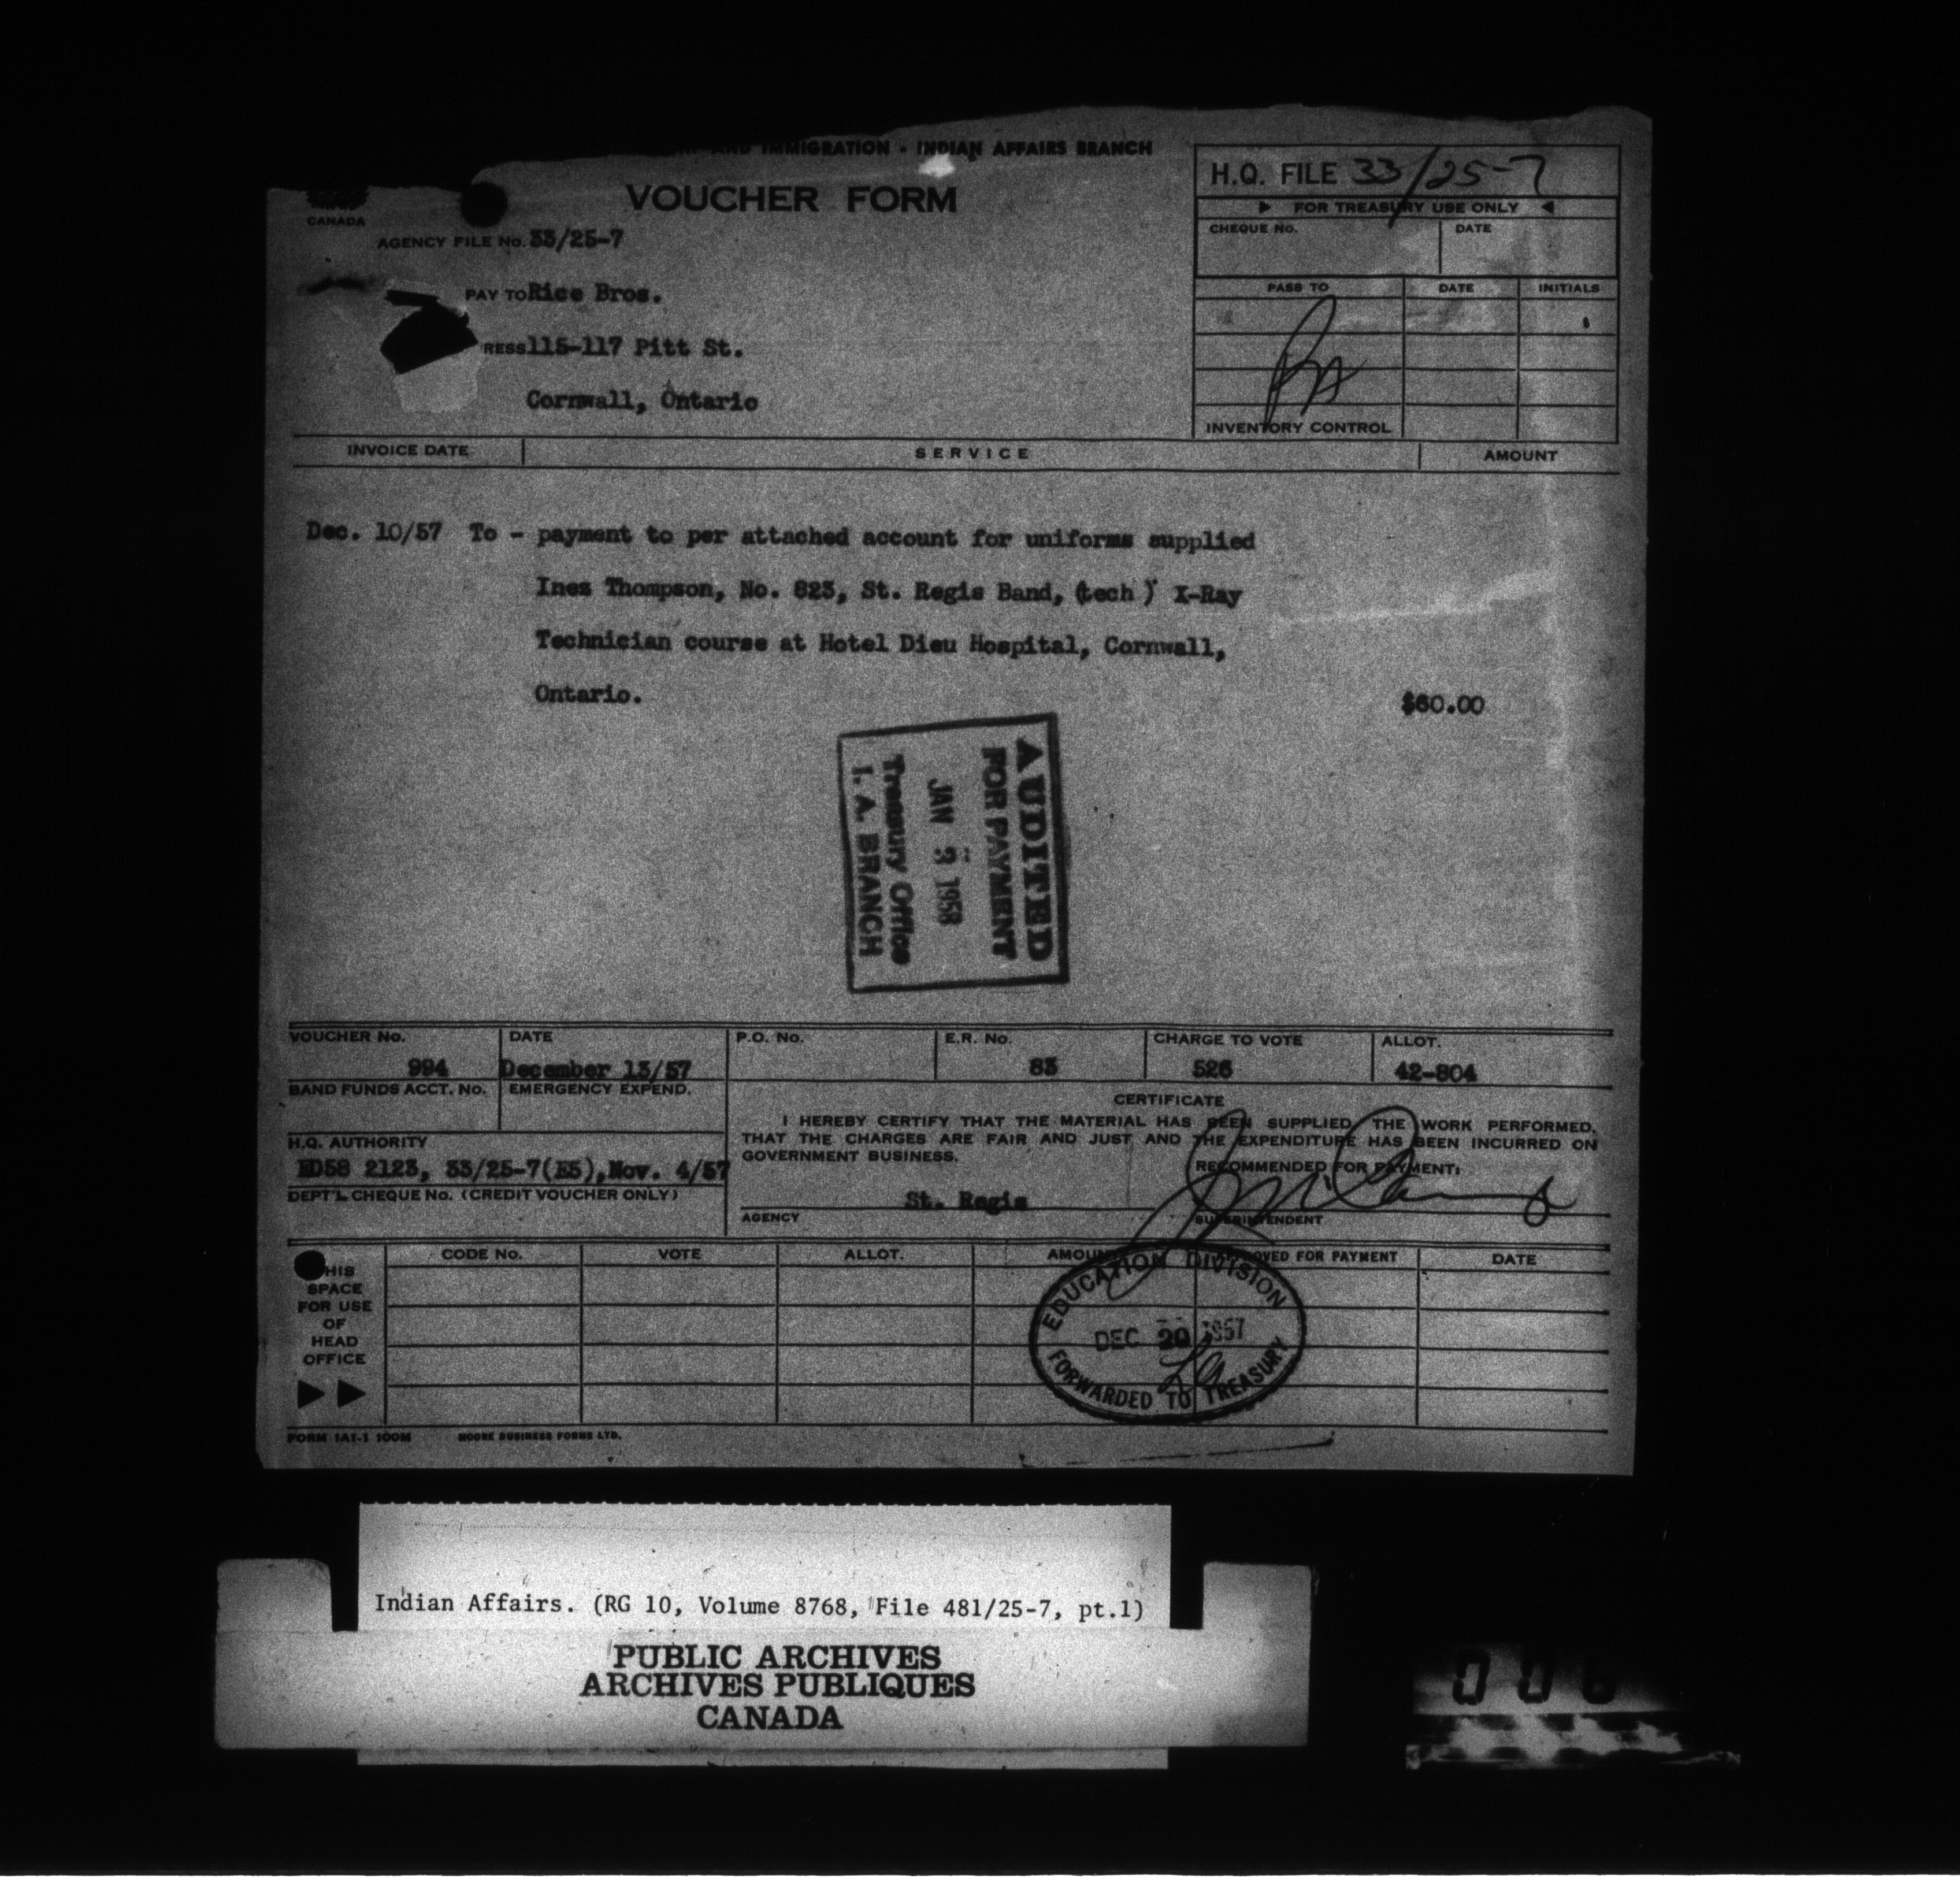 AND IMMIGRATION - INDIAN AFFAIRS BRANCH
VOUCHER FORM
CANADA
AGENCY FILE No. 33/25-7
PAY TO Rice Bros.
RESS 115-117 Pitt St.
Cornwall, Ontario
H.Q. FILE 33/25-7
FOR TREASURY USE ONLY
CHEQUE No. DATE
PASS TO DATE INITIALS
INVENTORY CONTROL
INVOICE DATE SERVICE AMOUNT
Dec. 10/57 To - payment to per attached account for uniforms supplied
Inez Thompson, No. 823, St. Regis Band, (tech) X-Ray
Technician course at Hotel Dieu Hospital, Cornwall,
Ontario. $60.00
AUDITED
FOR PAYMENT
JAN 3 1958
Treasury Office
I. A. BRANCH
VOUCHER No. DATE P.O. No. E.R. No. CHARGE TO VOTE ALLOT.
994 December 13/57 83 526 42-804
BAND FUNDS ACCT. No. EMERGENCY EXPEND.
CERTIFICATE
I HEREBY CERTIFY THAT THE MATERIAL HAS BEEN SUPPLIED, THE WORK PERFORMED,
THAT THE CHARGES ARE FAIR AND JUST AND THE EXPENDITURE HAS BEEN INCURRED ON
GOVERNMENT BUSINESS.
H.Q. AUTHORITY
ED58 2123, 33/25-7(E5), Nov. 4/57
RECOMMENDED FOR PAYMENT:
DEPT'L CHEQUE No. (CREDIT VOUCHER ONLY)
St. Regis
AGENCY SUPERINTENDENT
CODE No. VOTE ALLOT. AMOUNT OVED FOR PAYMENT DATE
HIS
SPACE
FOR USE
OF
HEAD
OFFICE
EDUCATION DIVISION
DEC 20 1957
FORWARDED TO TREASURY
FORM 1A1-1 100M MOORE BUSINESS FORMS LTD.
Indian Affairs. (RG 10, Volume 8768, File 481/25-7, pt.1)
PUBLIC ARCHIVES
ARCHIVES PUBLIQUES
CANADA